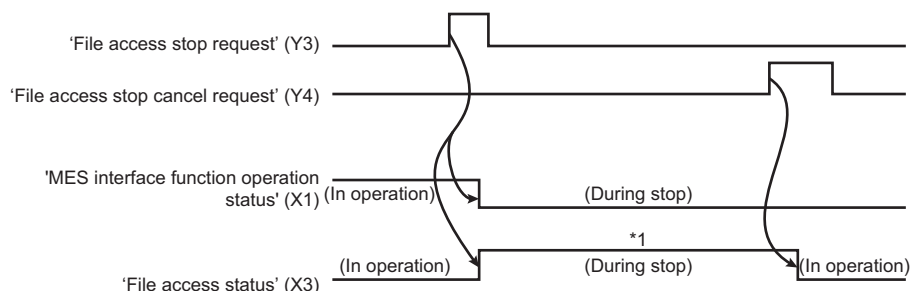 ‘File access stop request’ (Y3)
‘File access stop cancel request’ (Y4)
'MES interface function operation
status' (X1)
(In operation)
(During stop)
*1
(In operation)
(During stop)
(In operation)
‘File access status’ (X3)